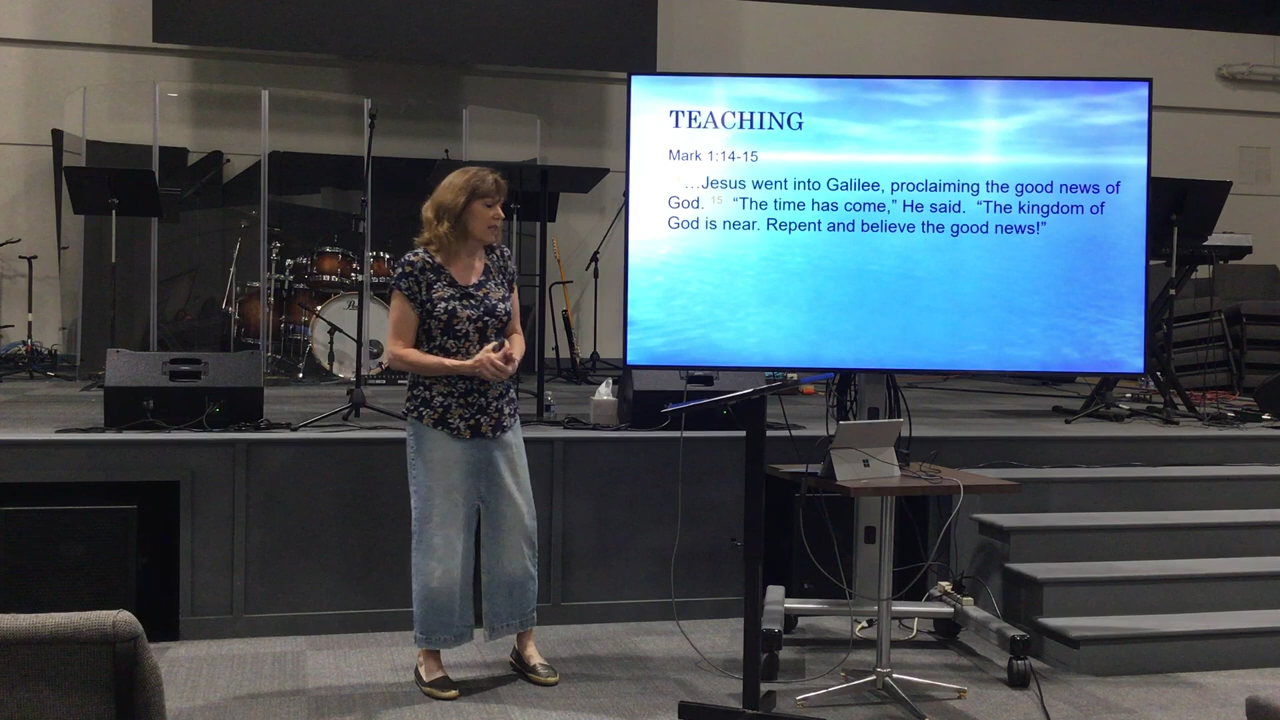 TEACHING
Mark 1:14-15
…Jesus went into Galilee, proclaiming the good news of
God. 15 “The time has come,” He said. “The kingdom of
God is near. Repent and believe the good news!”